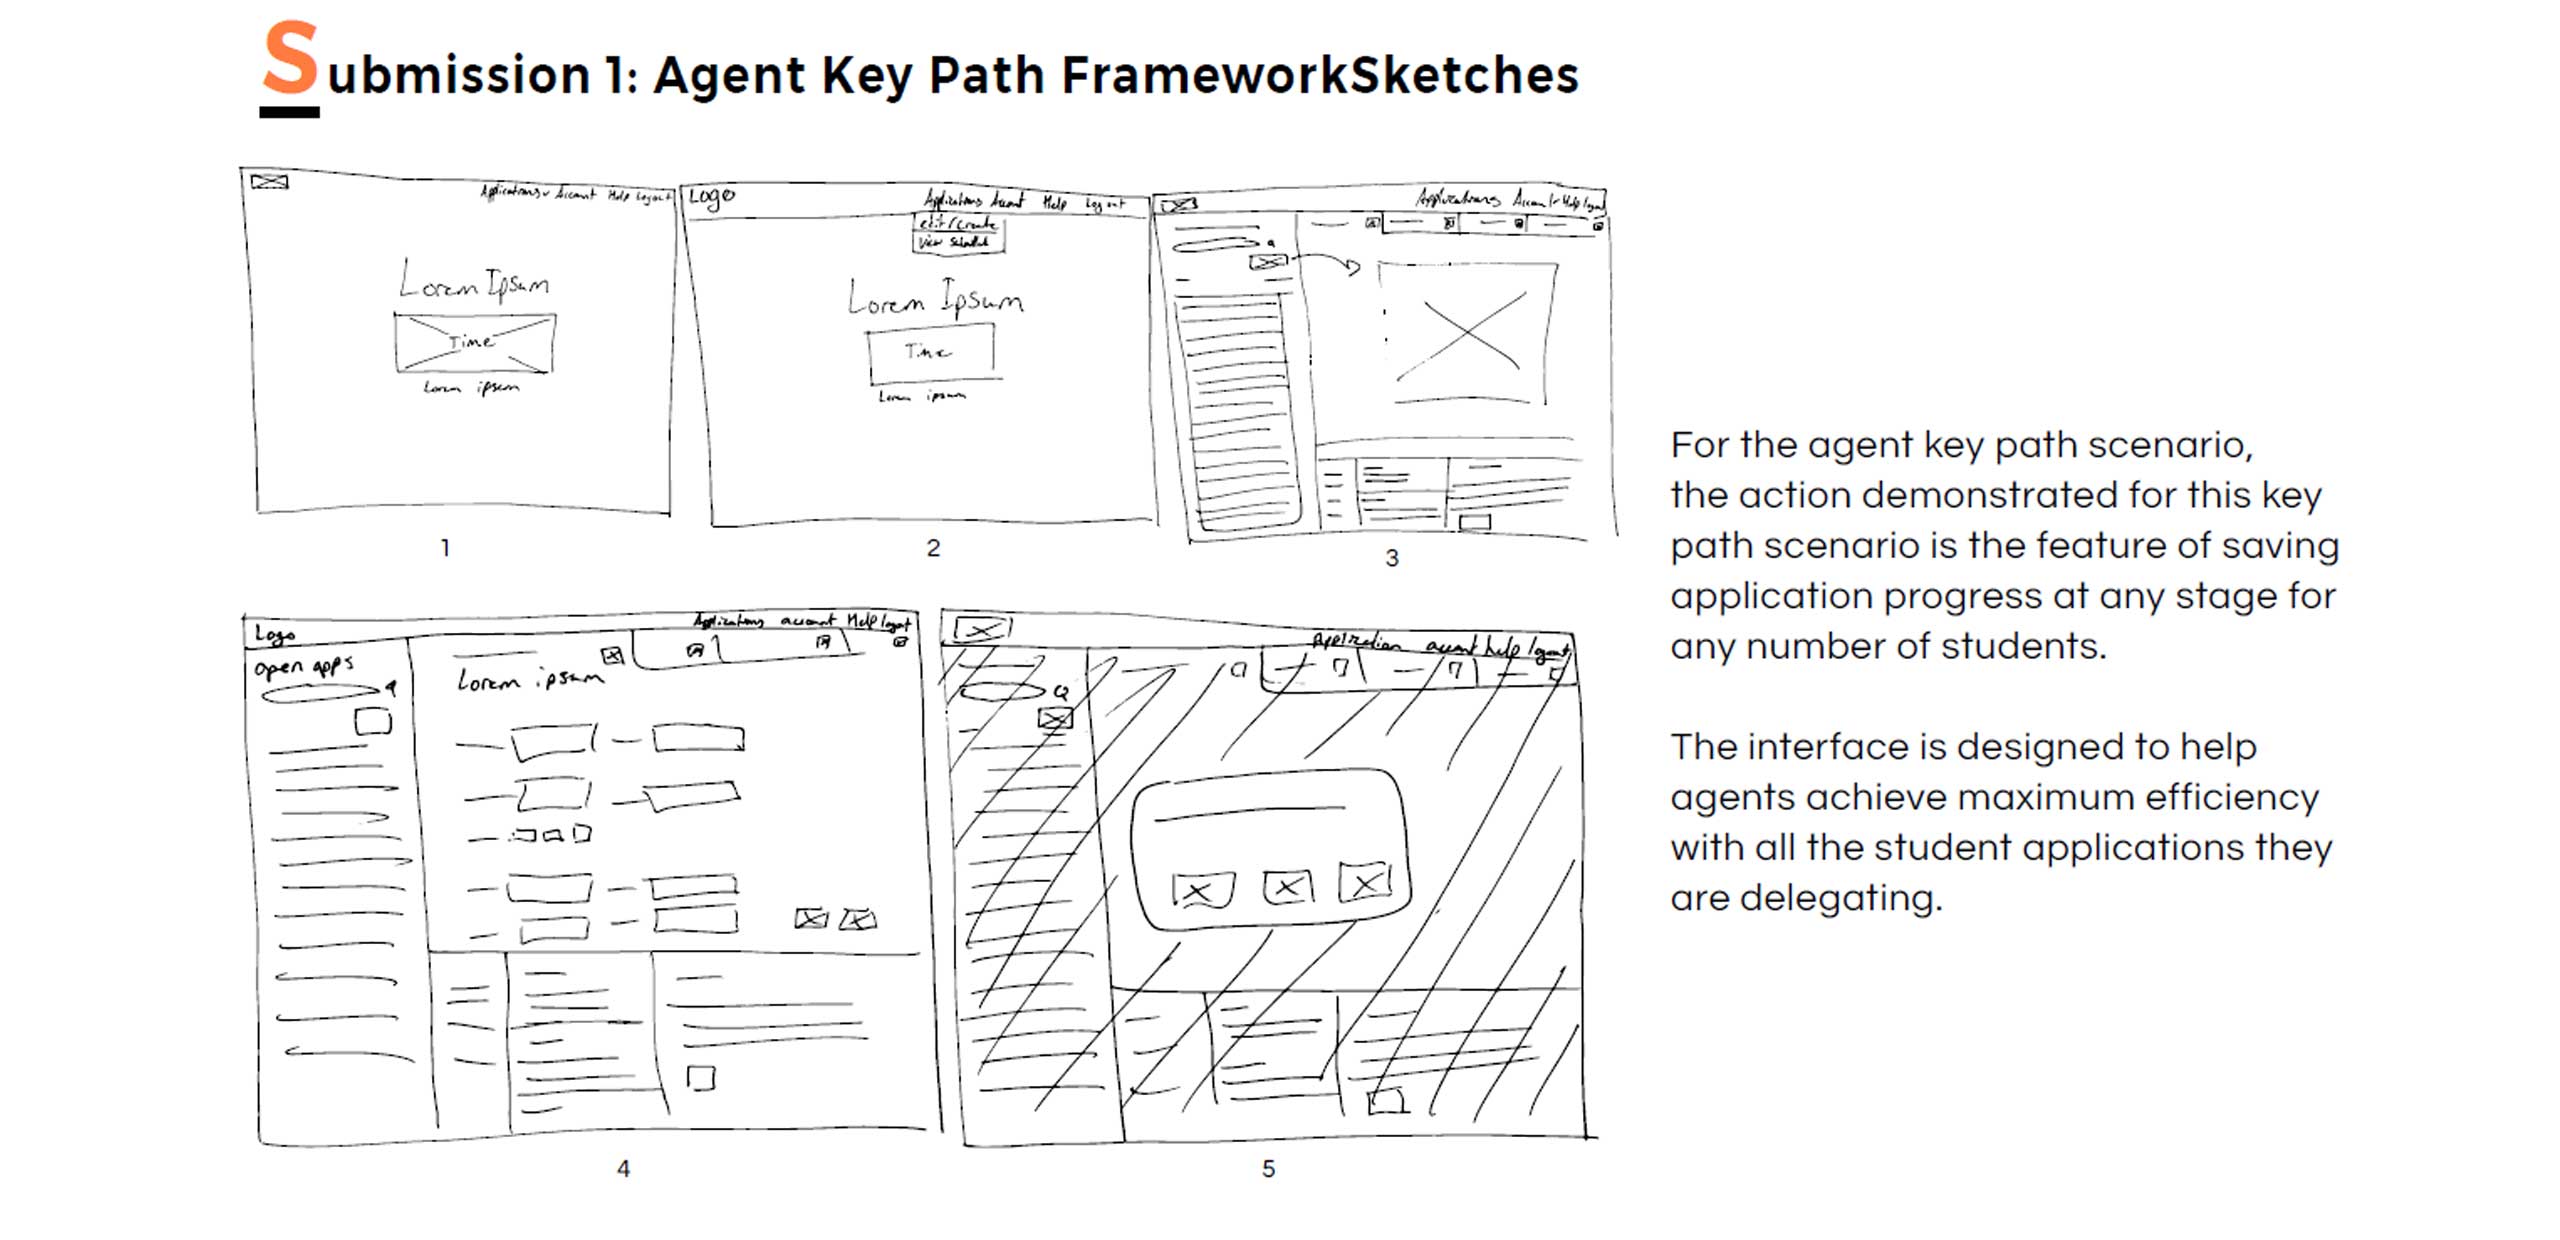 Submission 1: Agent Key Path FrameworkSketches
Applications Account Help Logout
Lorem Ipsum
Time
Lorem ipsum
1
Logo
Applications Account Help Logout
edit/create
Lorem Ipsum
Time
Lorem ipsum
2
Applications Account Help logout
3
Logo
Applications account Help logout
open apps
Lorem ipsum
4
Application account help logout
5
For the agent key path scenario,
the action demonstrated for this key
path scenario is the feature of saving
application progress at any stage for
any number of students.
The interface is designed to help
agents achieve maximum efficiency
with all the student applications they
are delegating.